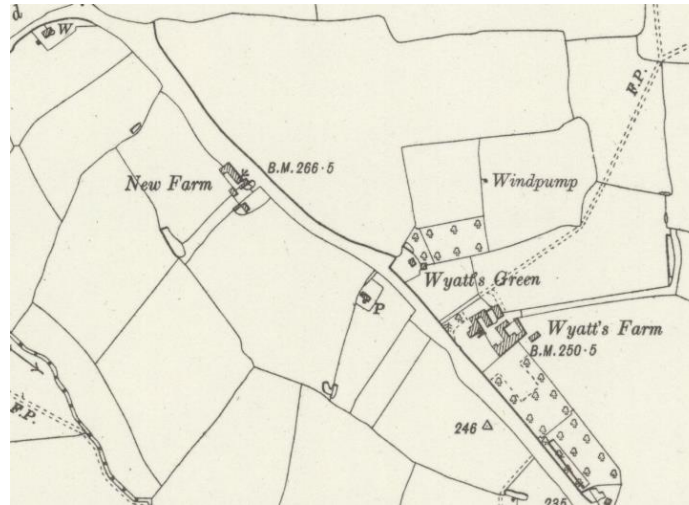 d
W
F.P.
B.M. 266·5
New Farm
Windpump
Wyatt's Green
P
Wyatt's Farm
B.M. 250·5
F.P.
246
235